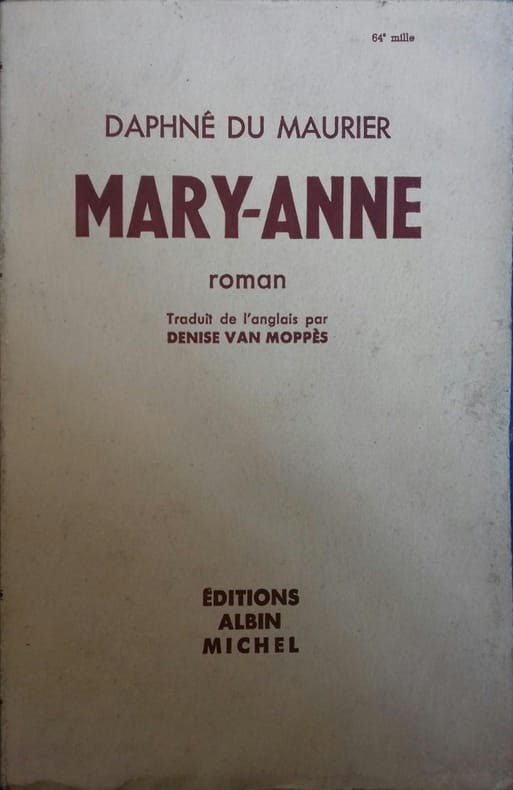 64e mille
DAPHNÉ DU MAURIER
MARY-ANNE
roman
Traduit de l'anglais par
DENISE VAN MOPPÈS
ÉDITIONS
ALBIN
MICHEL